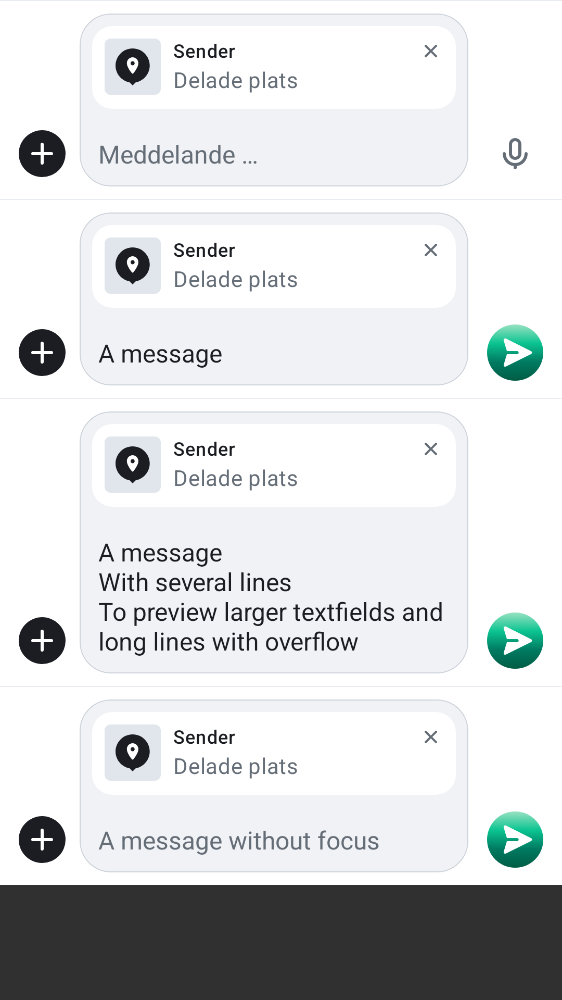 Sender
Delade plats
Meddelande ...
Sender
Delade plats
A message
Sender
Delade plats
A message
With several lines
To preview larger textfields and
long lines with overflow
Sender
Delade plats
A message without focus